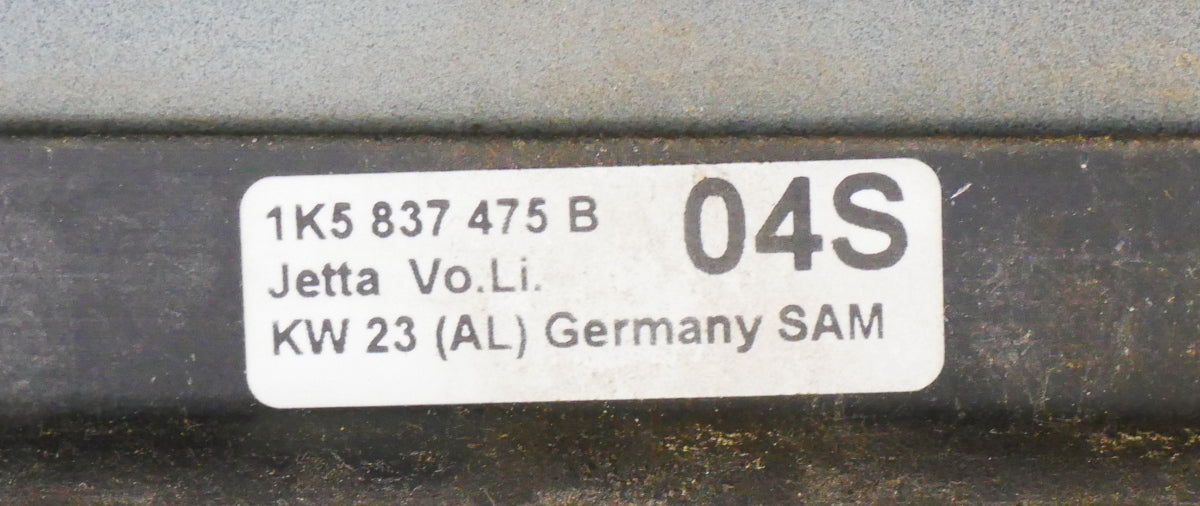 1K5 837 475 B 04S
Jetta Vo.Li.
KW 23 (AL) Germany SAM